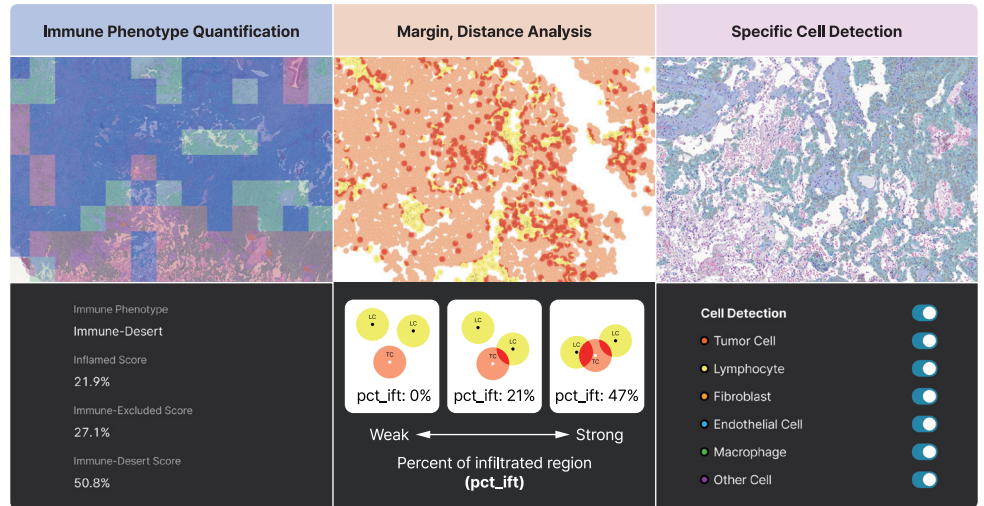 Immune Phenotype Quantification
Margin, Distance Analysis
Specific Cell Detection
Immune Phenotype
Immune-Desert
Inflamed Score
21.9%
Immune-Excluded Score
27.1%
Immune-Desert Score
50.8%
LC
LC
TC
pct_ift: 0%
LC
LC
TC
pct_ift: 21%
LC
LC
TC
pct_ift: 47%
Weak
Strong
Percent of infiltrated region
(pct_ift)
Cell Detection
Tumor Cell
Lymphocyte
Fibroblast
Endothelial Cell
Macrophage
Other Cell